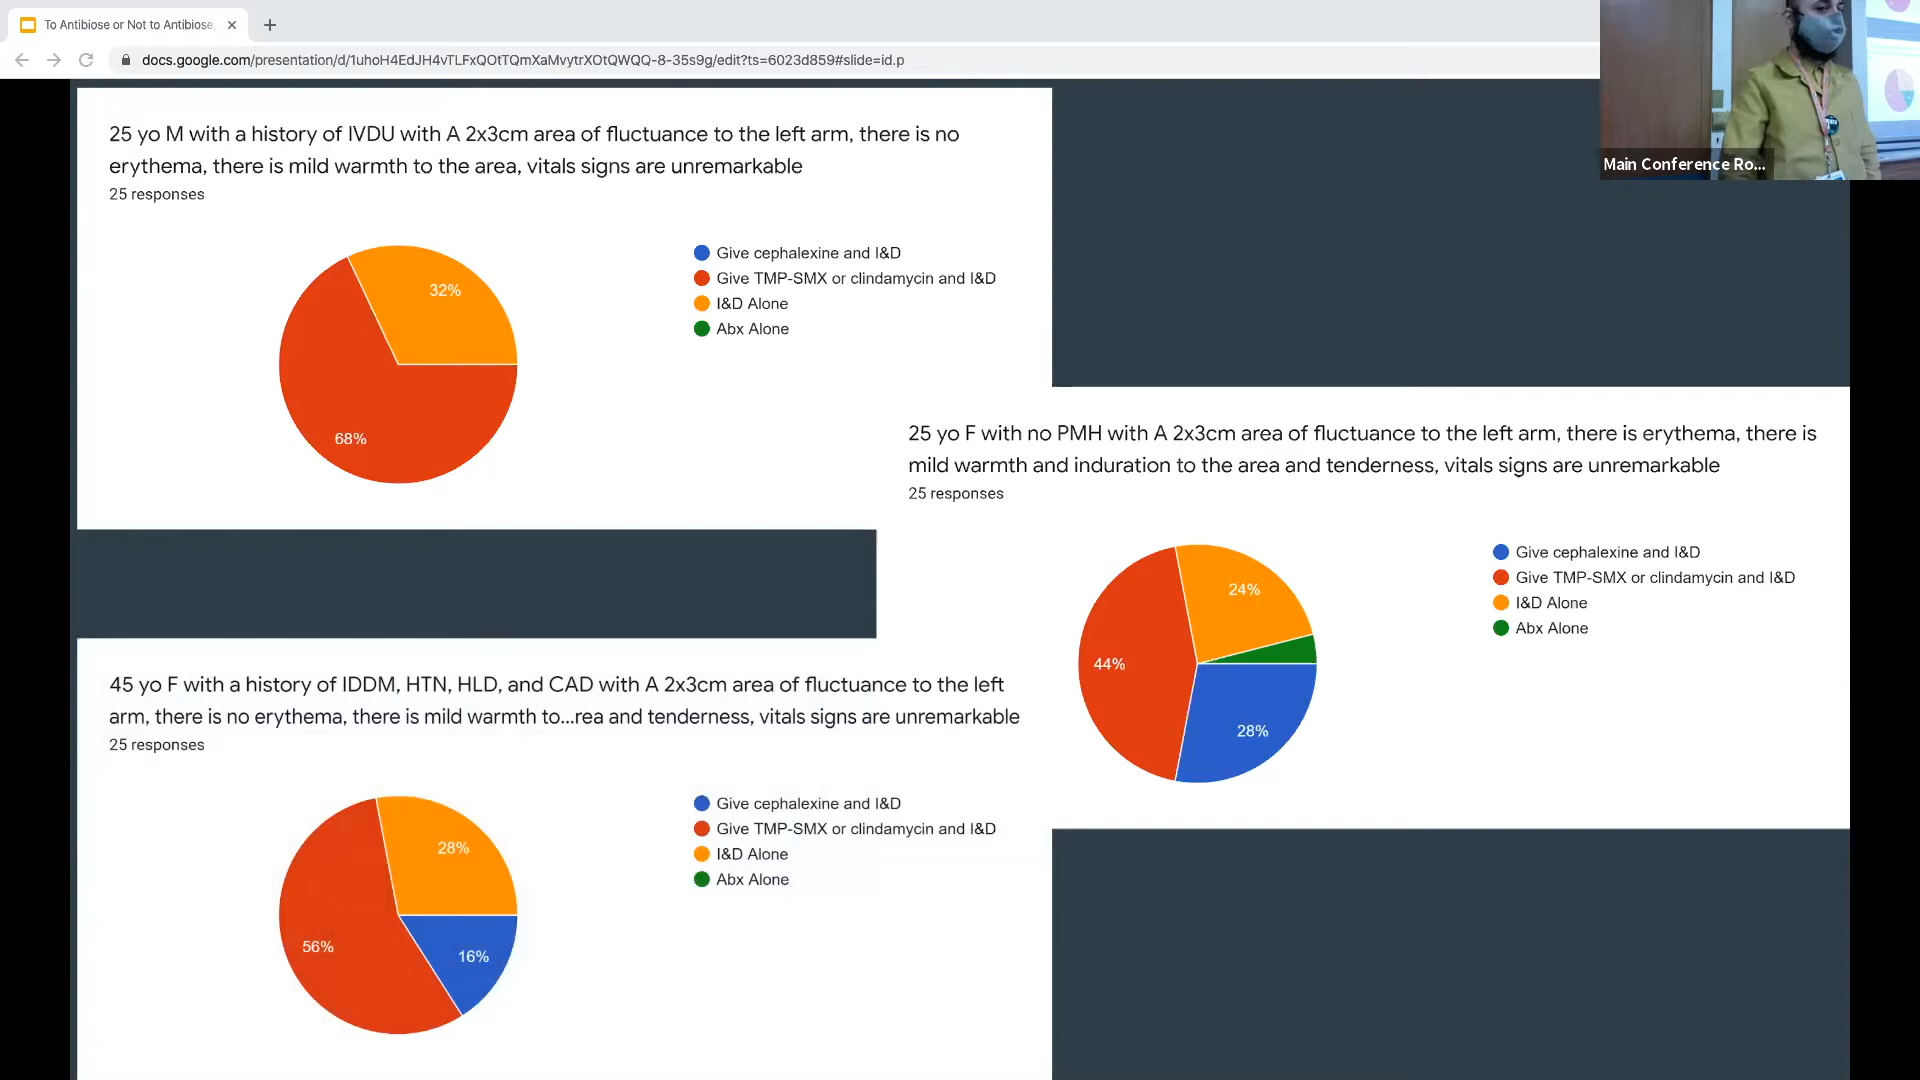 To Antibiose or Not to Antibiose,
docs.google.com/presentation/d/1uhoH4EdJH4vTLFxQOtTQmXaMvytrXOtQWQQ-8-35s9g/edit?ts=6023d859#slide=id.p
Main Conference Ro...
25 yo M with a history of IVDU with A 2x3cm area of fluctuance to the left arm, there is no
erythema, there is mild warmth to the area, vitals signs are unremarkable
25 responses
32%
68%
Give cephalexine and I&D
Give TMP-SMX or clindamycin and I&D
I&D Alone
Abx Alone
25 yo F with no PMH with A 2x3cm area of fluctuance to the left arm, there is erythema, there is
mild warmth and induration to the area and tenderness, vitals signs are unremarkable
25 responses
24%
44%
28%
Give cephalexine and I&D
Give TMP-SMX or clindamycin and I&D
I&D Alone
Abx Alone
45 yo F with a history of IDDM, HTN, HLD, and CAD with A 2x3cm area of fluctuance to the left
arm, there is no erythema, there is mild warmth to...rea and tenderness, vitals signs are unremarkable
25 responses
28%
56%
16%
Give cephalexine and I&D
Give TMP-SMX or clindamycin and I&D
I&D Alone
Abx Alone